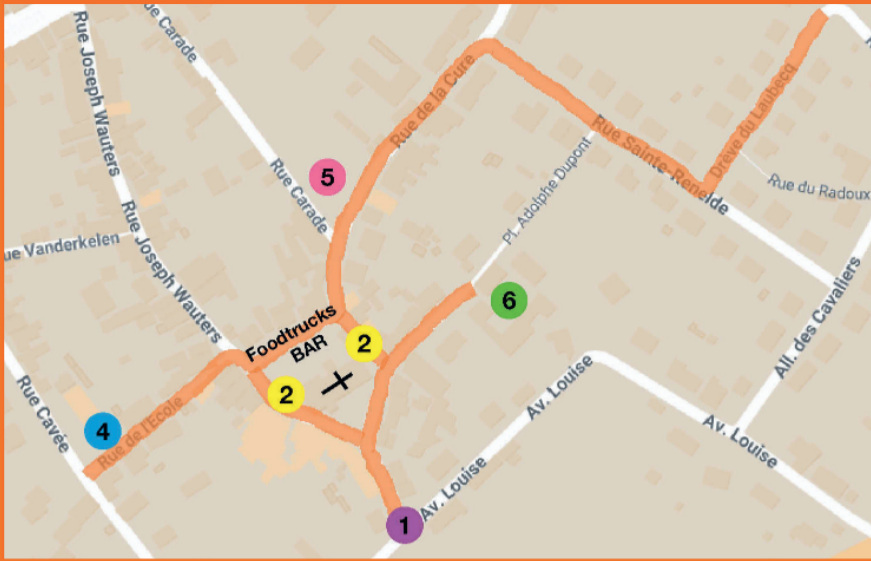 Rue Joseph Wauters
Rue Carade
Rue de la Cure
Rue Sainte-Renelde
Drève du Laubecq
Rue du Radoux
Pl. Adolphe Dupont
5
Rue Carade
Rue Joseph Wauters
ue Vanderkelen
6
All. des Cavaliers
Foodtrucks
BAR
2
2
Rue Cavée
4
Rue de l'Ecole
Av. Louise
Av. Louise
Av. Louise
1